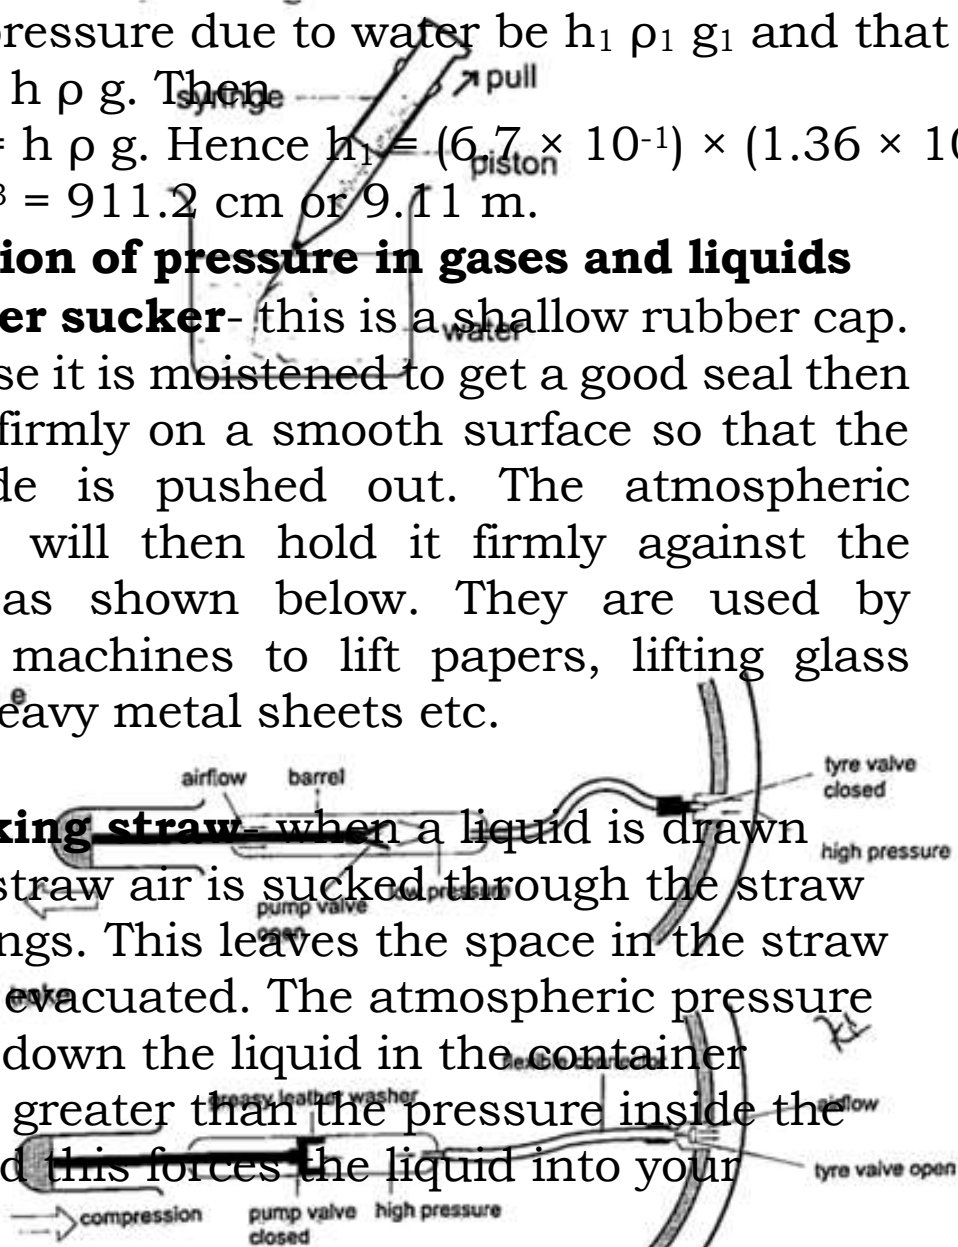 pressure due to water be h₁ ρ₁ g₁ and that
h ρ g. Then
syringe
pull
= h ρ g. Hence h₁ = (6.7 × 10⁻¹) × (1.36 × 10
piston
³ = 911.2 cm or 9.11 m.
ion of pressure in gases and liquids
er sucker- this is a shallow rubber cap.
water
se it is moistened to get a good seal then
firmly on a smooth surface so that the
de is pushed out. The atmospheric
will then hold it firmly against the
as shown below. They are used by
machines to lift papers, lifting glass
e
eavy metal sheets etc.
airflow barrel
tyre valve
closed
king straw- when a liquid is drawn
high pressure
straw air is sucked through the straw
low pressure
pump valve
open
ngs. This leaves the space in the straw
evacuated. The atmospheric pressure
down the liquid in the container
flexible connector
greasy leather washer
greater than the pressure inside the
airflow
d this forces the liquid into your
tyre valve open
compression
pump valve
closed
high pressure